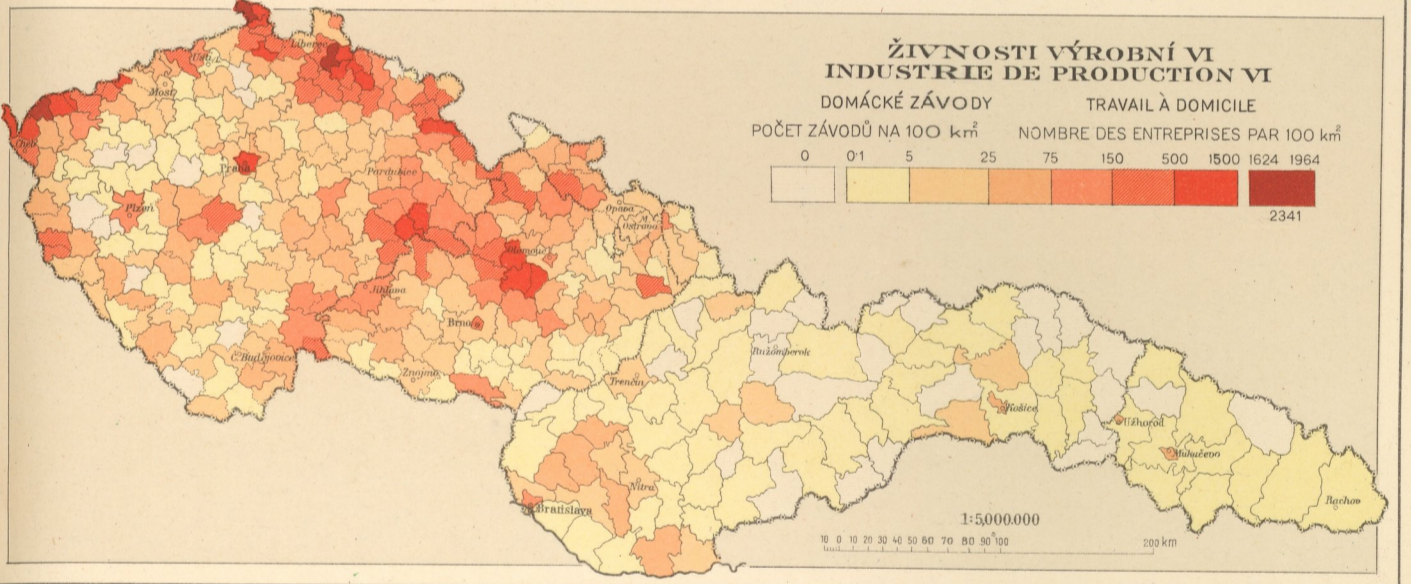 ŽIVNOSTI VÝROBNÍ VI
INDUSTRIE DE PRODUCTION VI
DOMÁCKÉ ZÁVODY TRAVAIL À DOMICILE
POČET ZÁVODŮ NA 100 km² NOMBRE DES ENTREPRISES PAR 100 km²
0 0·1 5 25 75 150 500 1500 1624 1964
2341
Liberec
Ústí
Most
Cheb
Praha
Pardubice
Plzeň
Opava
M. Ostrava
Olomouc
Jihlava
Brno
Č. Budějovice
Znojmo
Ružomberok
Trenčín
Košice
Užhorod
Mukačevo
Nitra
Rachov
Bratislava
1:5,000.000
10 0 10 20 30 40 50 60 70 80 90 100 200 km